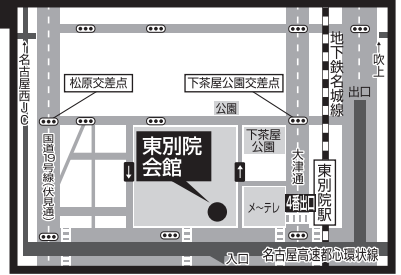 ←名古屋西JC
松原交差点
下茶屋公園交差点
地下鉄名城線
→吹上
出口
公園
国道19号線(伏見通)
東別院
会館
下茶屋
公園
大津通
東別院駅
メ〜テレ
4番出口
入口
名古屋高速都心環状線